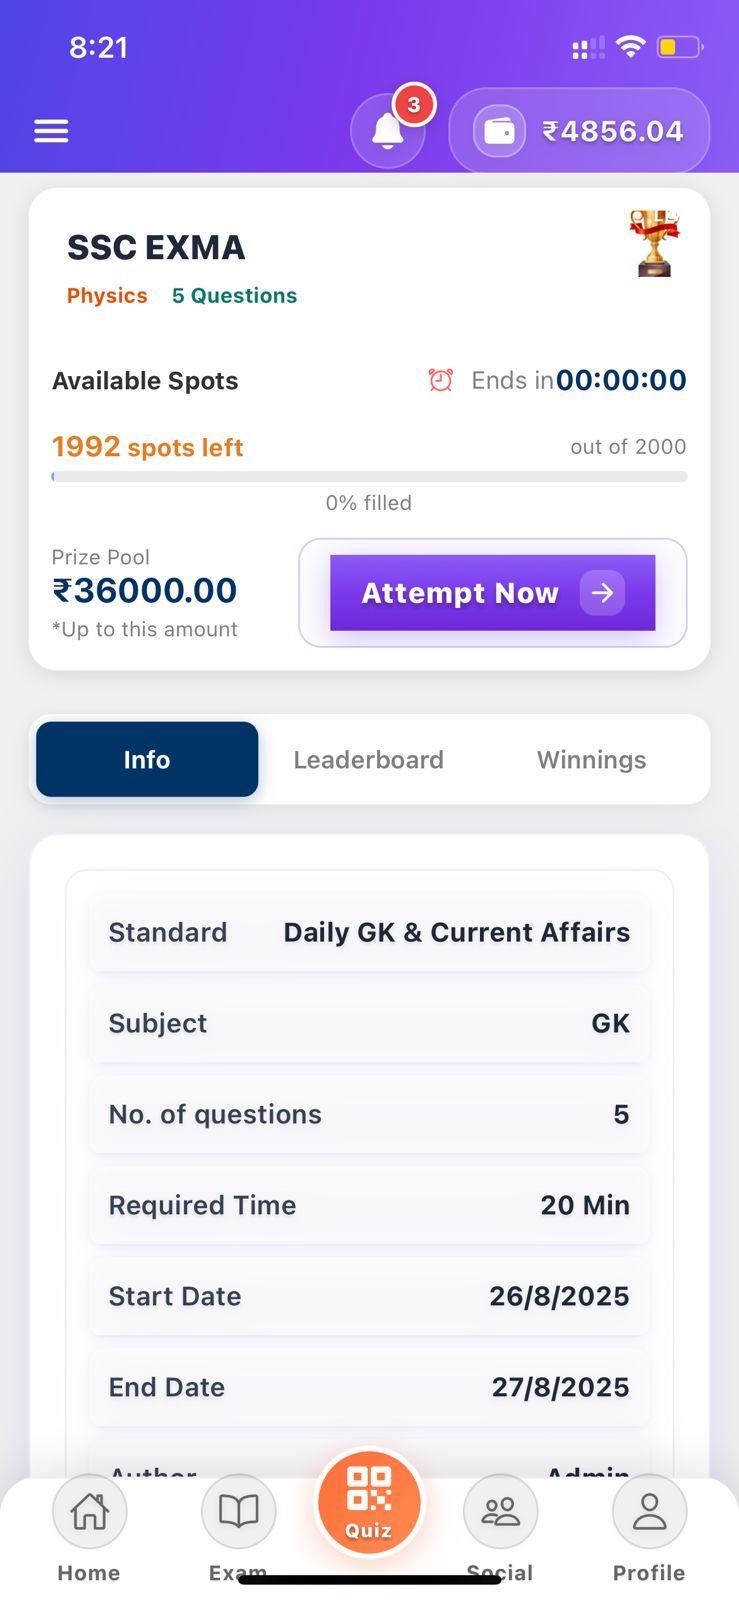 8:21
3
₹4856.04
SSC EXMA
Physics 5 Questions
Available Spots
Ends in 00:00:00
1992 spots left
out of 2000
0% filled
Prize Pool
₹36000.00
*Up to this amount
Attempt Now
Info
Leaderboard
Winnings
Standard Daily GK & Current Affairs
Subject GK
No. of questions 5
Required Time 20 Min
Start Date 26/8/2025
End Date 27/8/2025
Author Admin
Home
Exam
Quiz
Social
Profile